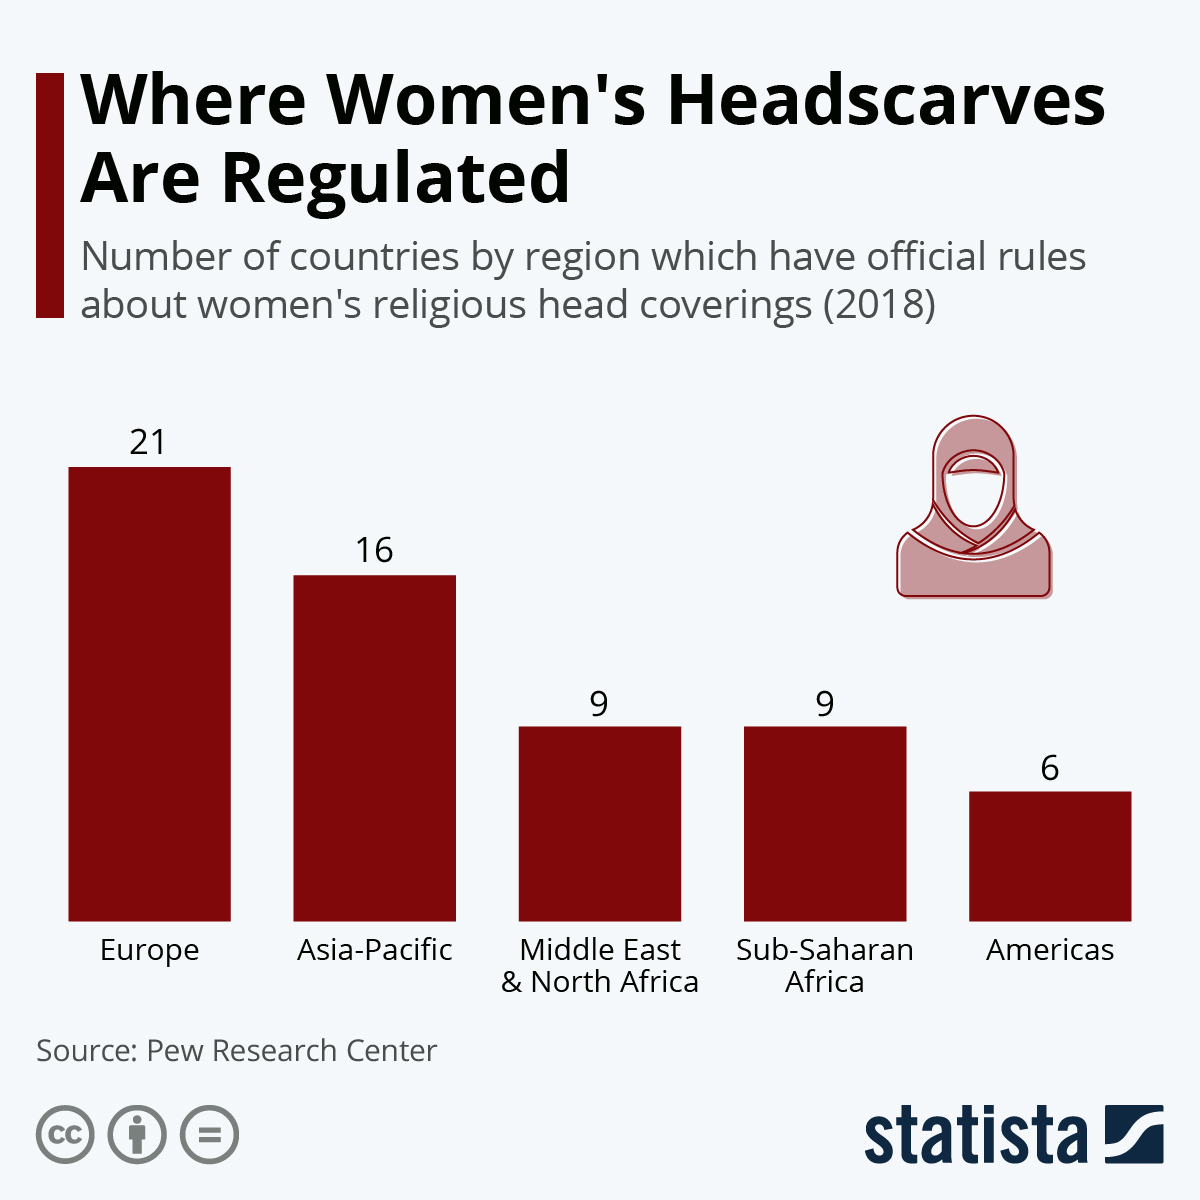 Where Women's Headscarves
Are Regulated
Number of countries by region which have official rules
about women's religious head coverings (2018)
21
16
9
9
6
Europe
Asia-Pacific
Middle East
& North Africa
Sub-Saharan
Africa
Americas
Source: Pew Research Center
cc
statista